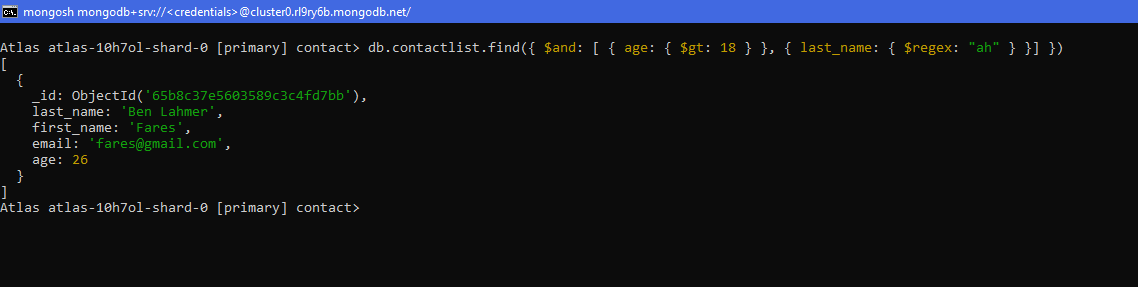 mongosh mongodb+srv://<credentials>@cluster0.rl9ry6b.mongodb.net/
Atlas atlas-10h7ol-shard-0 [primary] contact> db.contactlist.find({ $and: [ { age: { $gt: 18 } }, { last_name: { $regex: "ah" } }] })
[
  {
    _id: ObjectId('65b8c37e5603589c3c4fd7bb'),
    last_name: 'Ben Lahmer',
    first_name: 'Fares',
    email: 'fares@gmail.com',
    age: 26
  }
]
Atlas atlas-10h7ol-shard-0 [primary] contact>